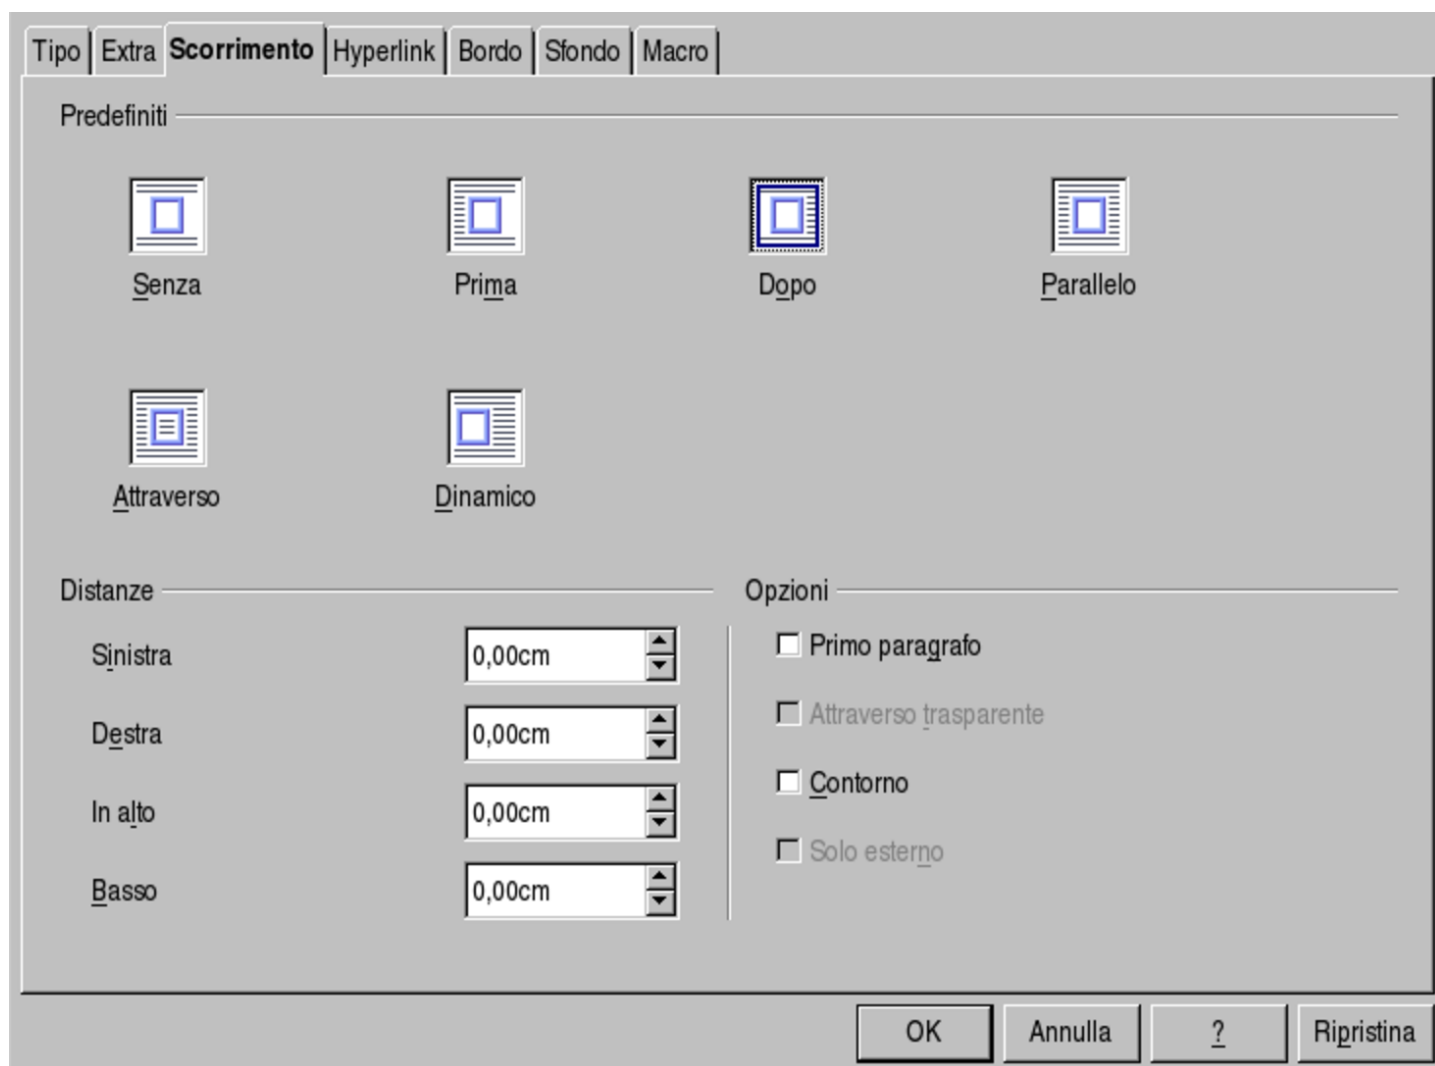 Tipo Extra Scorrimento Hyperlink Bordo Sfondo Macro
Predefiniti
Senza Prima Dopo Parallelo
Attraverso Dinamico
Distanze
Sinistra 0,00cm
Destra 0,00cm
In alto 0,00cm
Basso 0,00cm
Opzioni
Primo paragrafo
Attraverso trasparente
Contorno
Solo esterno
OK Annulla ? Ripristina